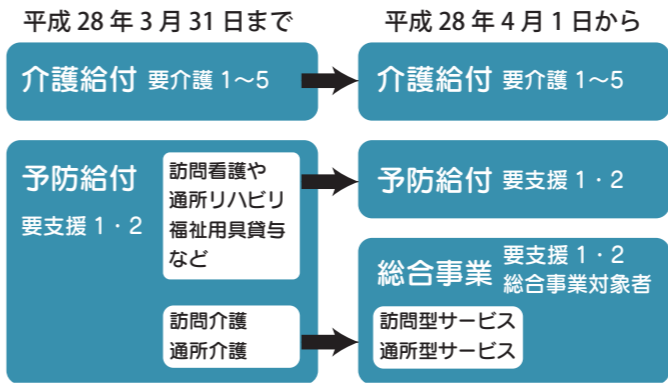 平成 28 年 3 月 31 日まで
介護給付 要介護 1～5
予防給付
要支援 1・2
訪問看護や
通所リハビリ
福祉用具貸与
など
訪問介護
通所介護
平成 28 年 4 月 1 日から
介護給付 要介護 1～5
予防給付 要支援 1・2
総合事業
要支援 1・2
総合事業対象者
訪問型サービス
通所型サービス